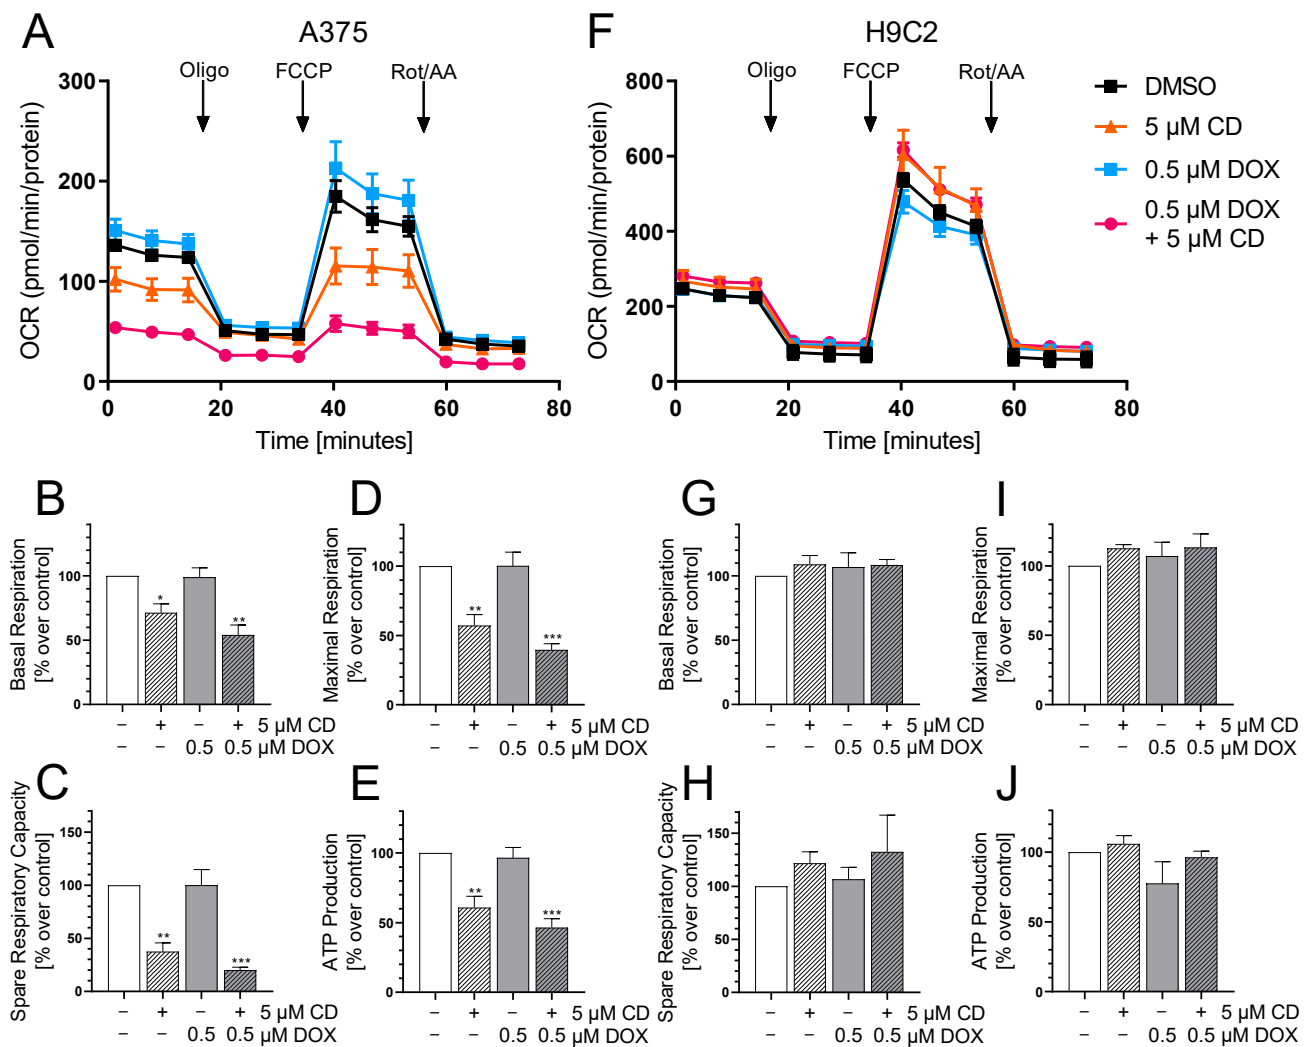 A
A375
Oligo
FCCP
Rot/AA
300
200
100
0
0
20
40
60
80
OCR (pmol/min/protein)
Time [minutes]
F
H9C2
Oligo
FCCP
Rot/AA
800
600
400
200
0
0
20
40
60
80
OCR (pmol/min/protein)
Time [minutes]
DMSO
5 µM CD
0.5 µM DOX
0.5 µM DOX
+ 5 µM CD
B
Basal Respiration
[% over control]
100
50
0
*
**
− + − + 5 µM CD
− − 0.5 0.5 µM DOX
D
Maximal Respiration
[% over control]
100
50
0
**
***
− + − + 5 µM CD
− − 0.5 0.5 µM DOX
G
Basal Respiration
[% over control]
100
50
0
− + − + 5 µM CD
− − 0.5 0.5 µM DOX
I
Maximal Respiration
[% over control]
100
50
0
− + − + 5 µM CD
− − 0.5 0.5 µM DOX
C
Spare Respiratory Capacity
[% over control]
150
100
50
0
**
***
− + − + 5 µM CD
− − 0.5 0.5 µM DOX
E
ATP Production
[% over control]
100
50
0
**
***
− + − + 5 µM CD
− − 0.5 0.5 µM DOX
H
Spare Respiratory Capacity
[% over control]
150
100
50
0
− + − + 5 µM CD
− − 0.5 0.5 µM DOX
J
ATP Production
[% over control]
100
50
0
− + − + 5 µM CD
− − 0.5 0.5 µM DOX